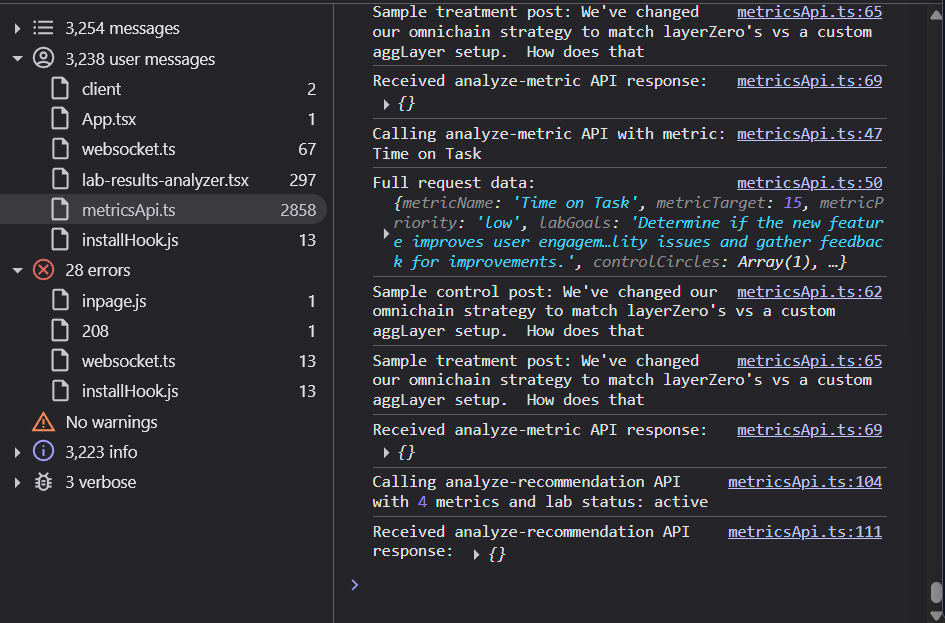 3,254 messages
3,238 user messages
client 2
App.tsx 1
websocket.ts 67
lab-results-analyzer.tsx 297
metricsApi.ts 2858
installHook.js 13
28 errors
inpage.js 1
208 1
websocket.ts 13
installHook.js 13
No warnings
3,223 info
3 verbose
Sample treatment post: We've changed metricsApi.ts:65
our omnichain strategy to match layerZero's vs a custom
aggLayer setup.  How does that
Received analyze-metric API response: metricsApi.ts:69
{}
Calling analyze-metric API with metric: metricsApi.ts:47
Time on Task
Full request data: metricsApi.ts:50
{metricName: 'Time on Task', metricTarget: 15, metricP
riority: 'low', labGoals: 'Determine if the new featur
e improves user engagem…lity issues and gather feedbac
k for improvements.', controlCircles: Array(1), …}
Sample control post: We've changed our metricsApi.ts:62
omnichain strategy to match layerZero's vs a custom
aggLayer setup.  How does that
Sample treatment post: We've changed metricsApi.ts:65
our omnichain strategy to match layerZero's vs a custom
aggLayer setup.  How does that
Received analyze-metric API response: metricsApi.ts:69
{}
Calling analyze-recommendation API metricsApi.ts:104
with 4 metrics and lab status: active
Received analyze-recommendation API metricsApi.ts:111
response: {}